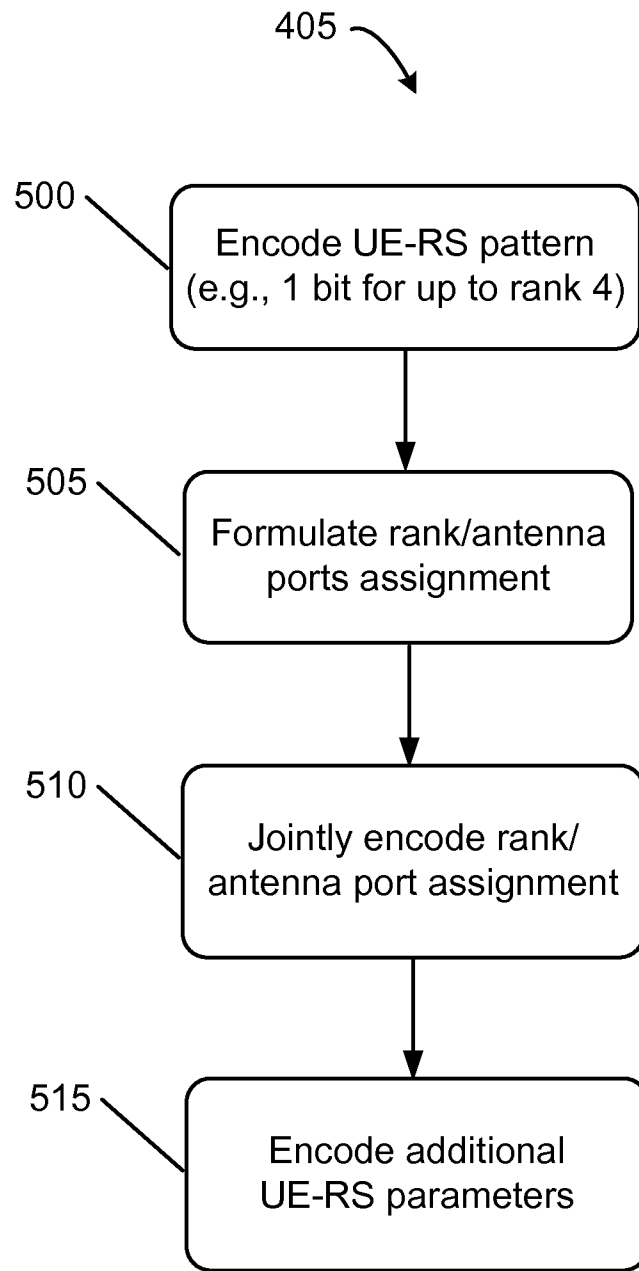 405
500
Encode UE-RS pattern
(e.g., 1 bit for up to rank 4)
505
Formulate rank/antenna
ports assignment
510
Jointly encode rank/
antenna port assignment
515
Encode additional
UE-RS parameters